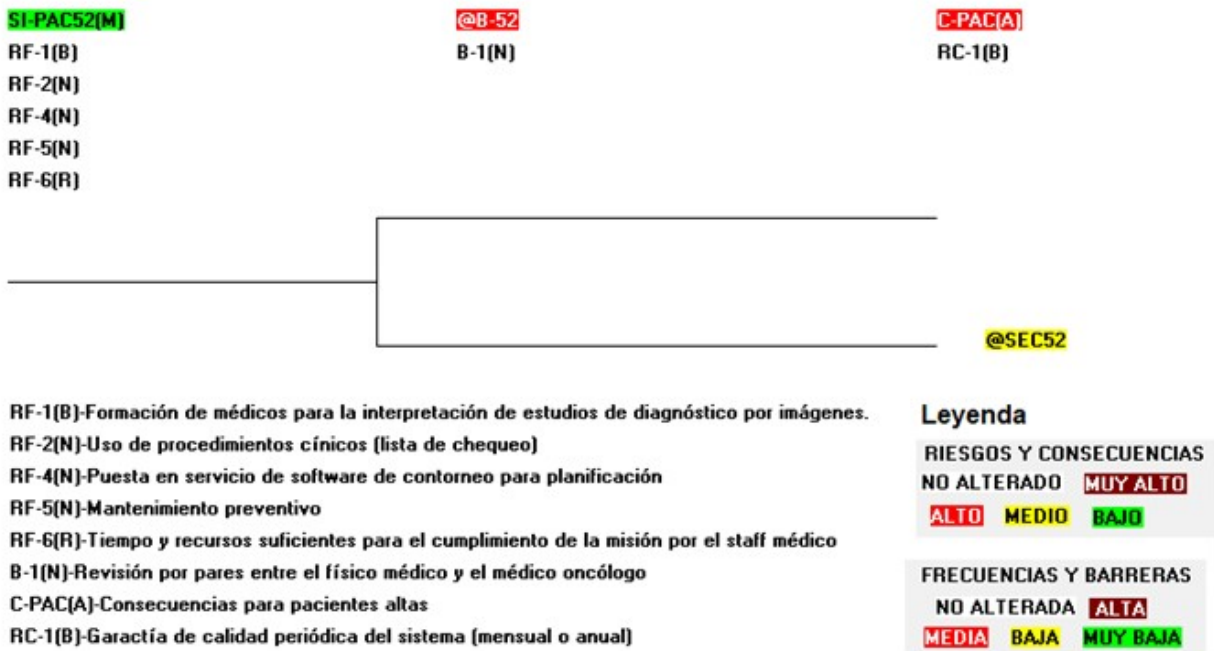 SI-PAC52(M) @B-52 C-PAC(A)
RF-1(B) B-1(N) RC-1(B)
RF-2(N)
RF-4(N)
RF-5(N)
RF-6(R)
@SEC52
RF-1(B)-Formación de médicos para la interpretación de estudios de diagnóstico por imágenes.
RF-2(N)-Uso de procedimientos cínicos (lista de chequeo)
RF-4(N)-Puesta en servicio de software de contorneo para planificación
RF-5(N)-Mantenimiento preventivo
RF-6(R)-Tiempo y recursos suficientes para el cumplimiento de la misión por el staff médico
B-1(N)-Revisión por pares entre el físico médico y el médico oncólogo
C-PAC(A)-Consecuencias para pacientes altas
RC-1(B)-Garactía de calidad periódica del sistema (mensual o anual)
Leyenda
RIESGOS Y CONSECUENCIAS
NO ALTERADO MUY ALTO
ALTO MEDIO BAJO
FRECUENCIAS Y BARRERAS
NO ALTERADA ALTA
MEDIA BAJA MUY BAJA